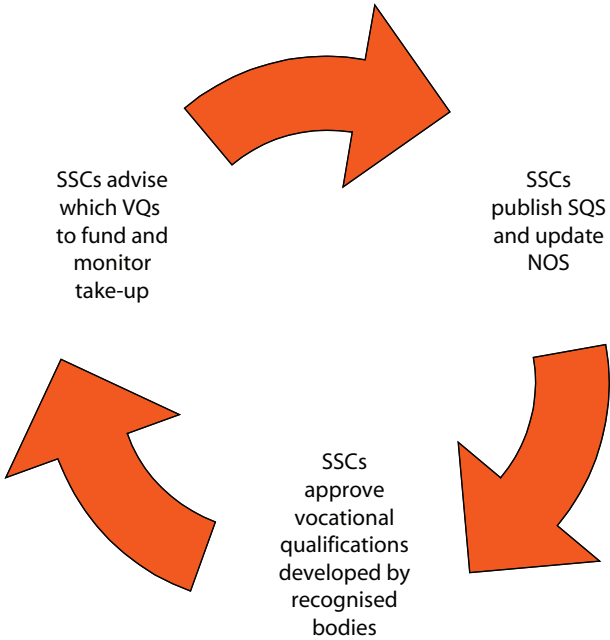 SSCs advise
which VQs
to fund and
monitor
take-up
SSCs
publish SQS
and update
NOS
SSCs
approve
vocational
qualifications
developed by
recognised
bodies